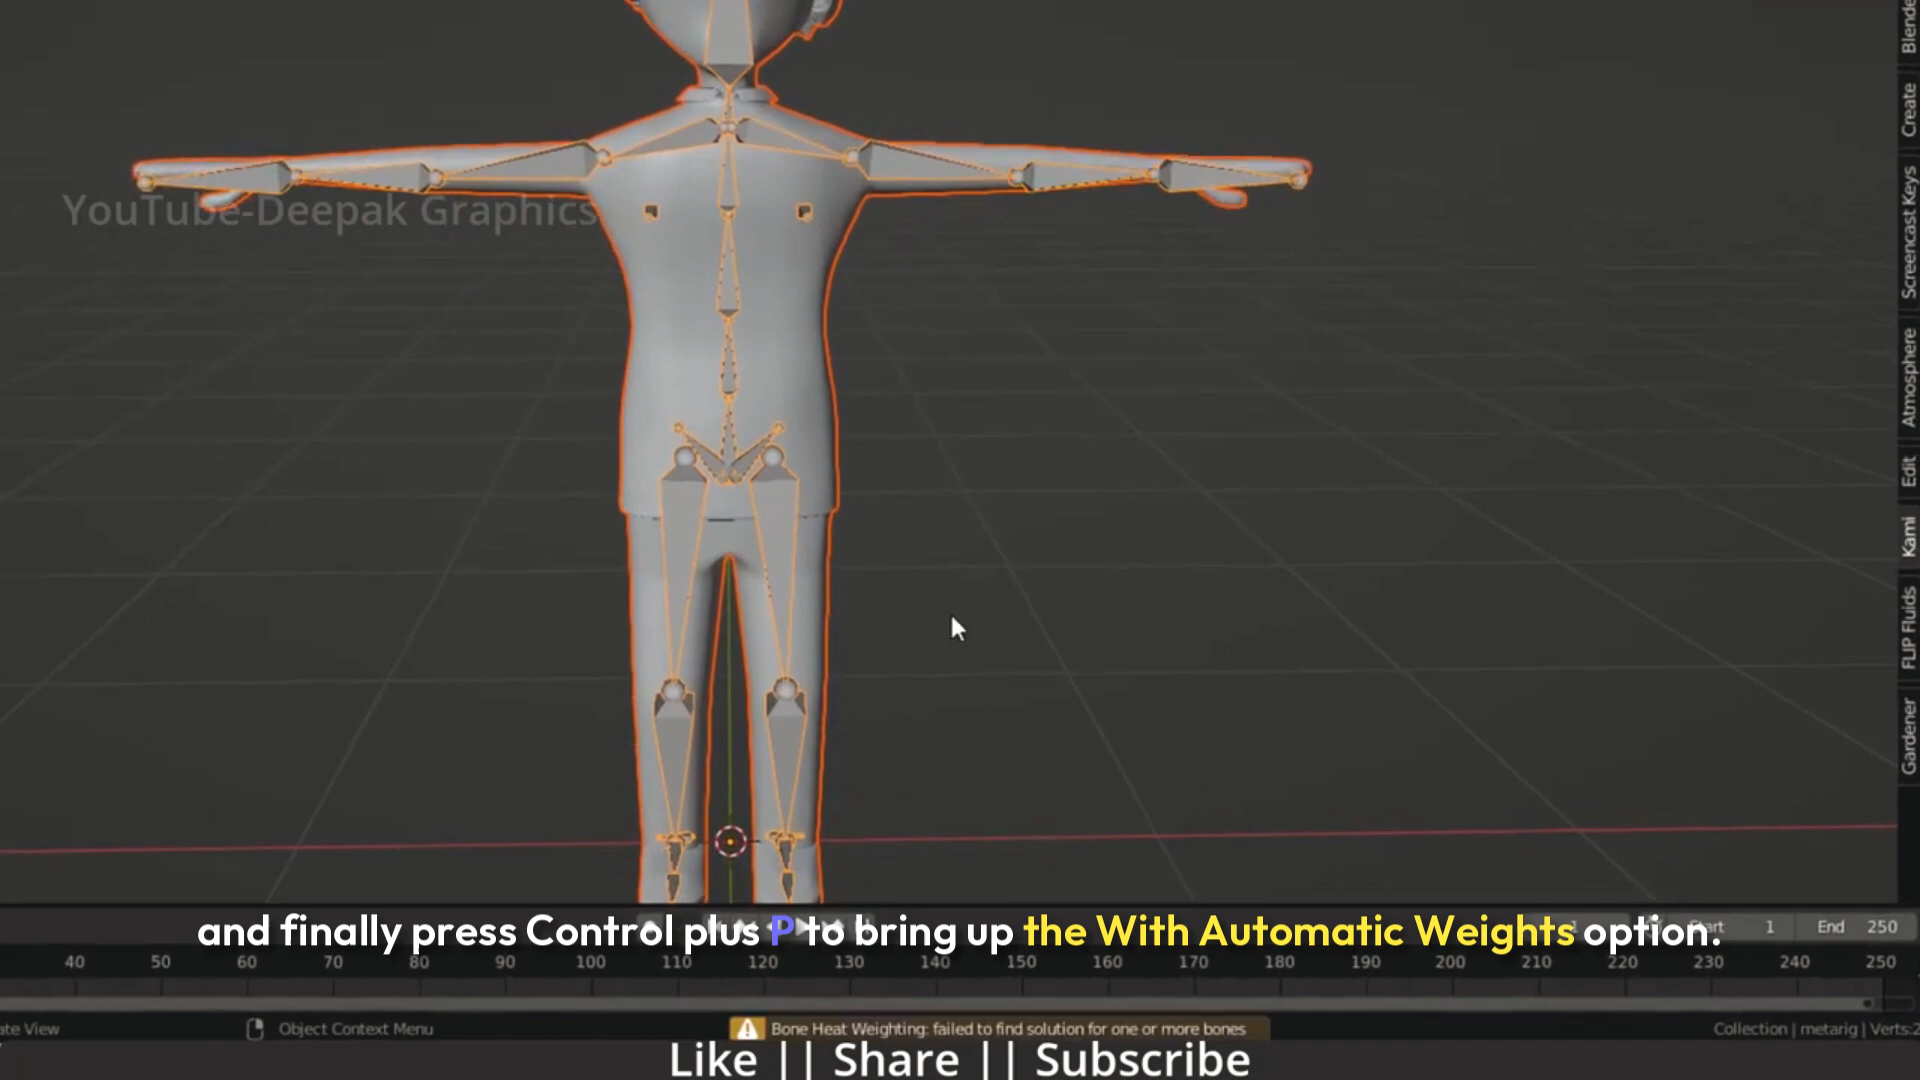 Blende
Create
Screencast Keys
Atmosphere
Edit
Kami
FLIP Fluids
Gardener
YouTube-Deepak Graphics
and finally press Control plus P to bring up the With Automatic Weights option.
1 Start 1 End 250
40 50 60 70 80 90 100 110 120 130 140 150 160 170 180 190 200 210 220 230 240 250
ate View Object Context Menu Bone Heat Weighting: failed to find solution for one or more bones Collection | metarig | Verts:2
Like || Share || Subscribe